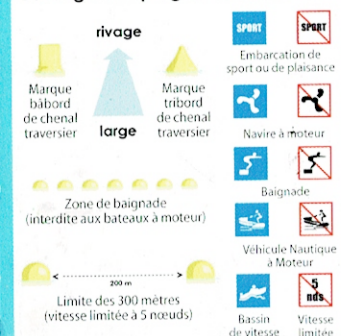 rivage
Marque
bâbord
de chenal
traversier
large
Marque
tribord
de chenal
traversier
Zone de baignade
(interdite aux bateaux à moteur)
200 m
Limite des 300 mètres
(vitesse limitée à 5 nœuds)
SPORT
SPORT
Embarcation de
sport ou de plaisance
Navire à moteur
Baignade
Véhicule Nautique
à Moteur
5
nds
Bassin
de vitesse
Vitesse
limitée